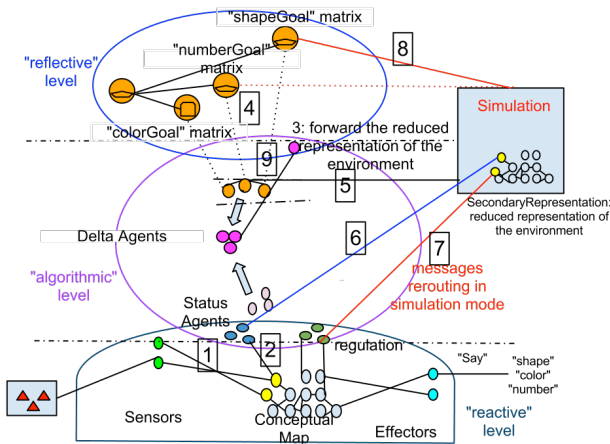 "shapeGoal" matrix
8
"numberGoal"
matrix
"reflective"
level
4
Simulation
"colorGoal" matrix
3: forward the reduced
representation of the
environment
9
5
SecondaryRepresentation:
reduced representation of
the environment
Delta Agents
6
7
"algorithmic"
level
messages
rerouting in
simulation mode
Status
Agents
regulation
1
2
"Say"
"shape"
"color"
"number"
Sensors
Conceptual
Map
Effectors
"reactive"
level